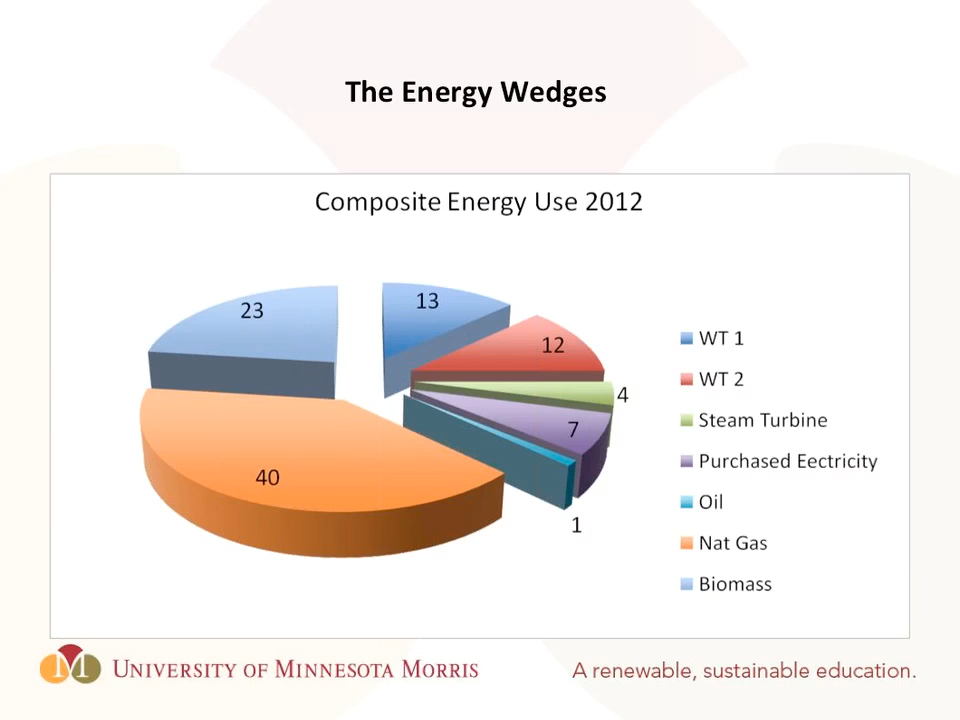 The Energy Wedges
Composite Energy Use 2012
23
13
12
4
7
40
1
WT 1
WT 2
Steam Turbine
Purchased Eectricity
Oil
Nat Gas
Biomass
M
UNIVERSITY OF MINNESOTA MORRIS
A renewable, sustainable education.